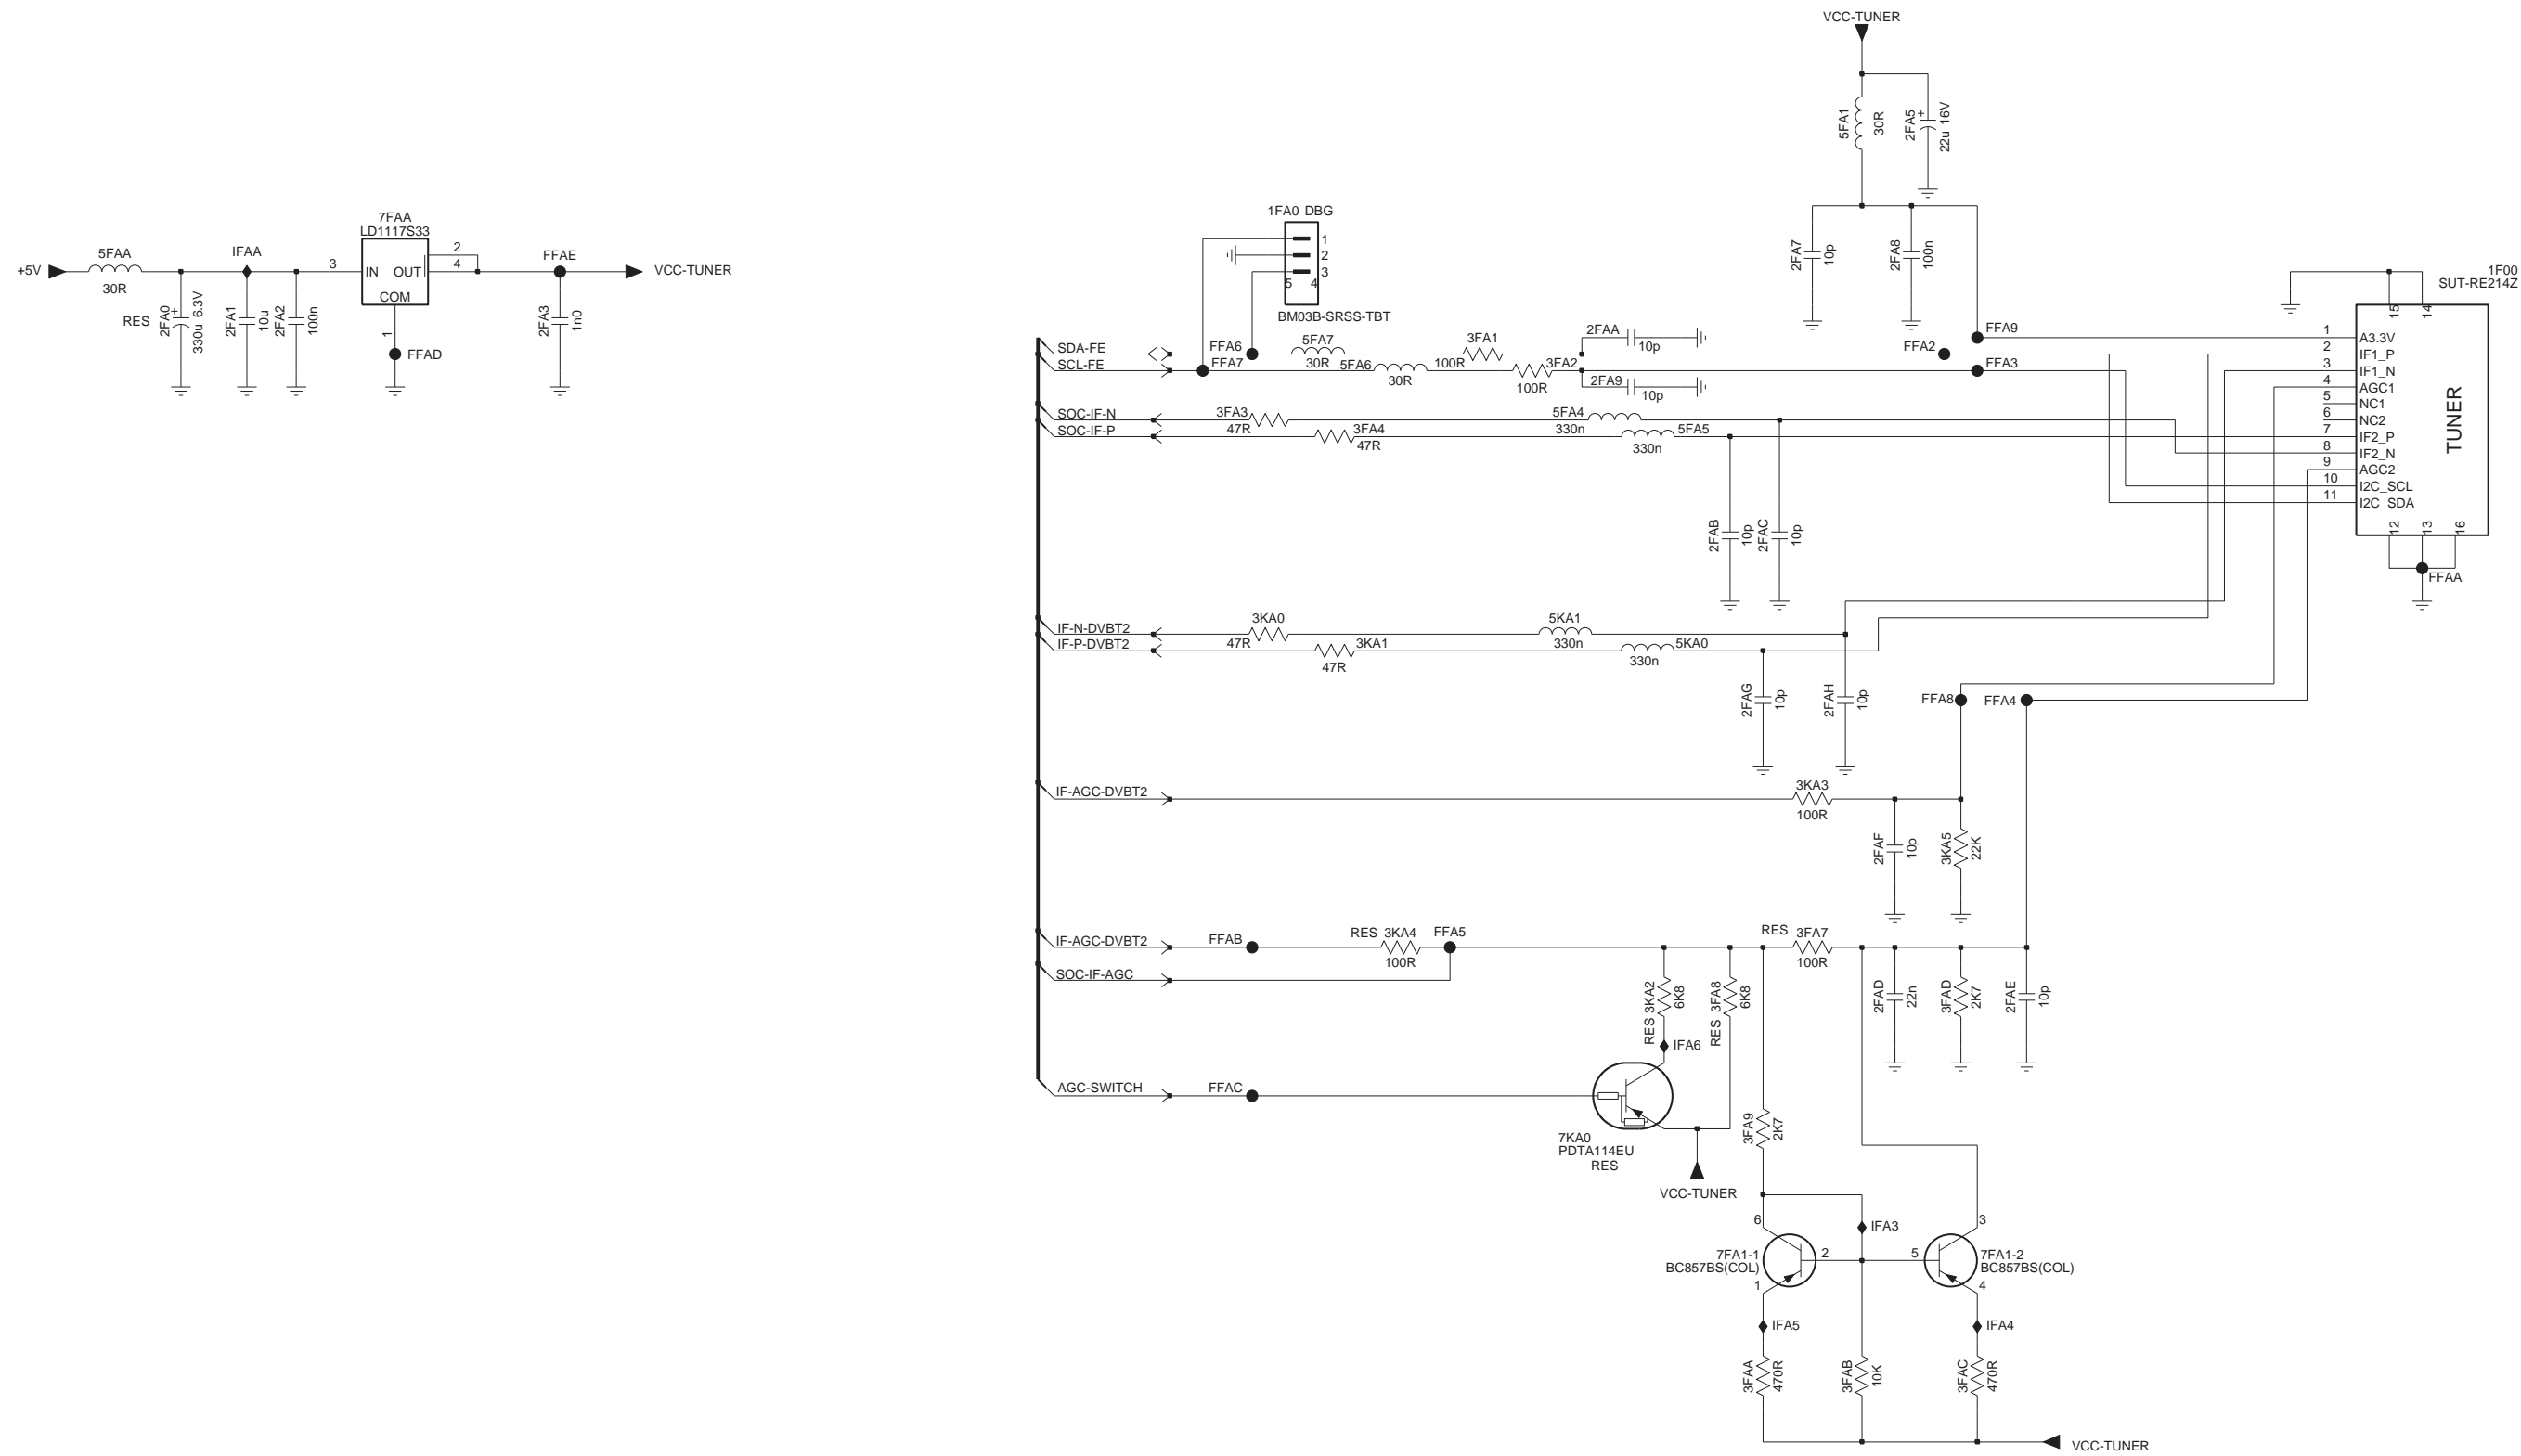 VCC-TUNER
5FA1
30R
2FA5
+
22u 16V
7FAA
LD1117S33
5FAA
30R
+5V
IFAA
3
IN
OUT
COM
2
4
1
FFAE
VCC-TUNER
RES
2FA0
+
330u 6.3V
2FA1
10u
2FA2
100n
FFAD
2FA3
1n0
1FA0 DBG
1
2
3
5
4
BM03B-SRSS-TBT
2FA7
10p
2FA8
100n
1F00
SUT-RE214Z
15
14
SDA-FE
FFA6
5FA7
30R
3FA1
100R
2FAA
10p
FFA2
FFA9
SCL-FE
FFA7
5FA6
30R
3FA2
100R
2FA9
10p
FFA3
1
A3.3V
2
IF1_P
3
IF1_N
4
AGC1
5
NC1
6
NC2
7
IF2_P
8
IF2_N
9
AGC2
10
I2C_SCL
11
I2C_SDA
TUNER
12
13
16
FFAA
SOC-IF-N
3FA3
47R
5FA4
330n
SOC-IF-P
3FA4
47R
5FA5
330n
2FAB
10p
2FAC
10p
IF-N-DVBT2
3KA0
47R
5KA1
330n
IF-P-DVBT2
3KA1
47R
5KA0
330n
2FAG
10p
2FAH
10p
FFA8
FFA4
IF-AGC-DVBT2
3KA3
100R
2FAF
10p
3KA5
22K
IF-AGC-DVBT2
FFAB
RES 3KA4
100R
FFA5
RES 3FA7
100R
SOC-IF-AGC
RES 3KA2
6K8
RES 3FA8
6K8
2FAD
22n
3FAD
2K7
2FAE
10p
IFA6
AGC-SWITCH
FFAC
7KA0
PDTA114EU
RES
VCC-TUNER
3FA9
2K7
6
IFA3
3
7FA1-1
BC857BS(COL)
2
5
7FA1-2
BC857BS(COL)
1
4
IFA5
IFA4
3FAA
470R
3FAB
10K
3FAC
470R
VCC-TUNER